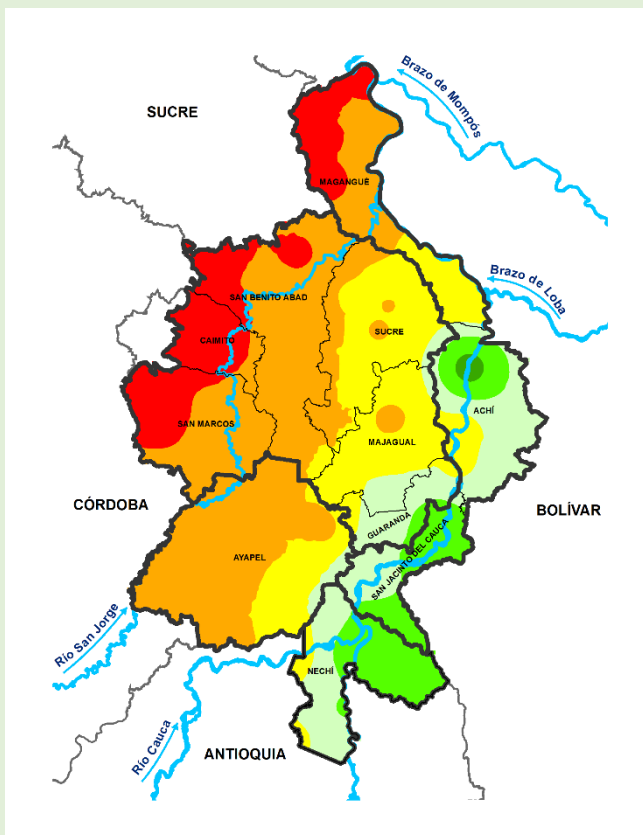 Brazo de Mompós
SUCRE
MAGANGUÉ
Brazo de Loba
SAN BENITO ABAD
SUCRE
CAIMITO
ACHÍ
SAN MARCOS
MAJAGUAL
CÓRDOBA
BOLÍVAR
GUARANDA
AYAPEL
SAN JACINTO DEL CAUCA
Río San Jorge
NECHÍ
Río Cauca
ANTIOQUIA